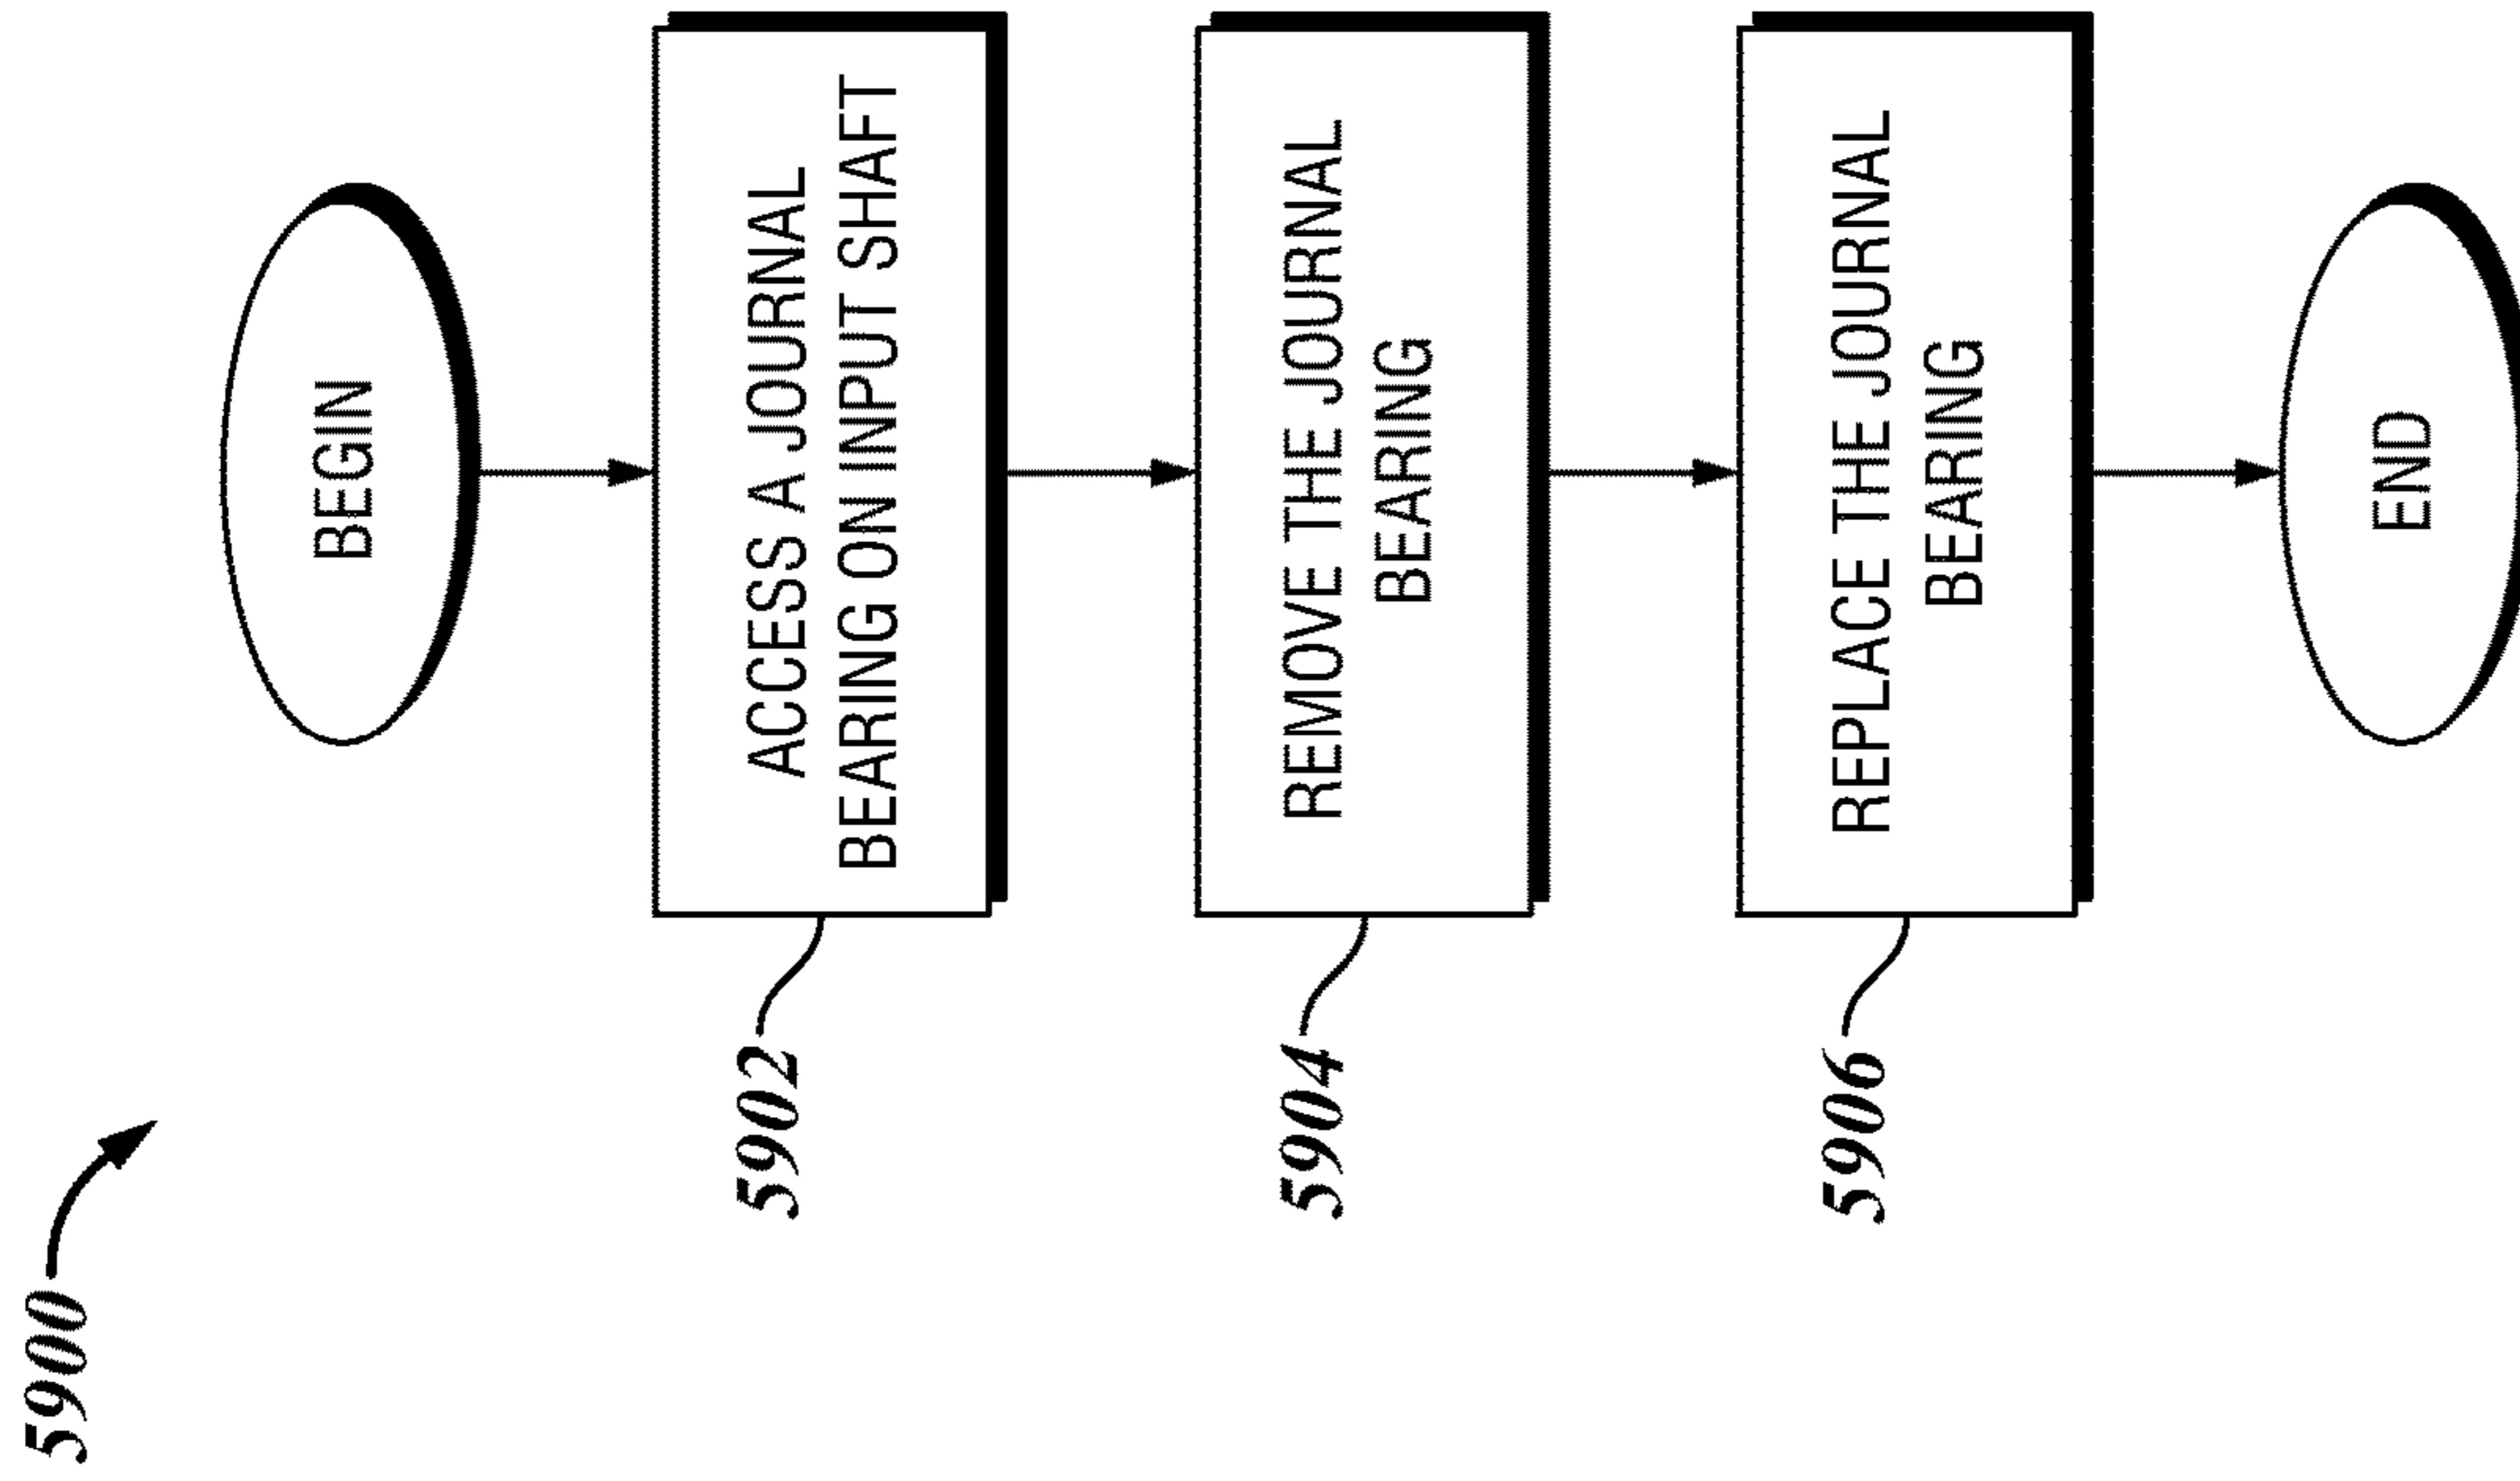 5900
BEGIN
5902
ACCESS A JOURNAL
BEARING ON INPUT SHAFT
5904
REMOVE THE JOURNAL
BEARING
5906
REPLACE THE JOURNAL
BEARING
END